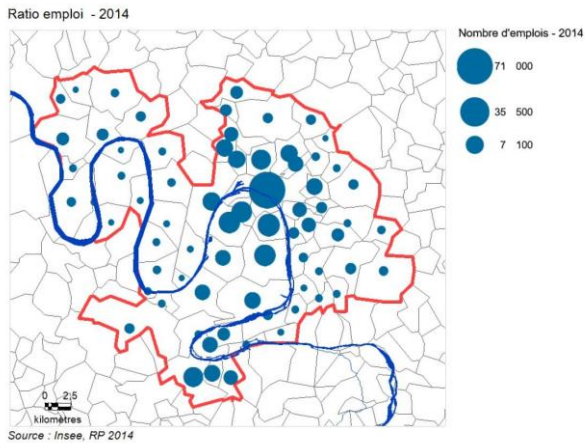 Ratio emploi - 2014
Nombre d'emplois - 2014
71 000
35 500
7 100
0 2,5
kilomètres
Source : Insee, RP 2014